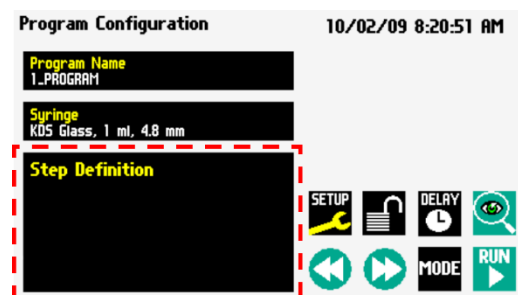 Program Configuration
10/02/09 8:20:51 AM
Program Name
1_PROGRAM
Syringe
KDS Glass, 1 ml, 4.8 mm
Step Definition
SETUP
DELAY
MODE
RUN